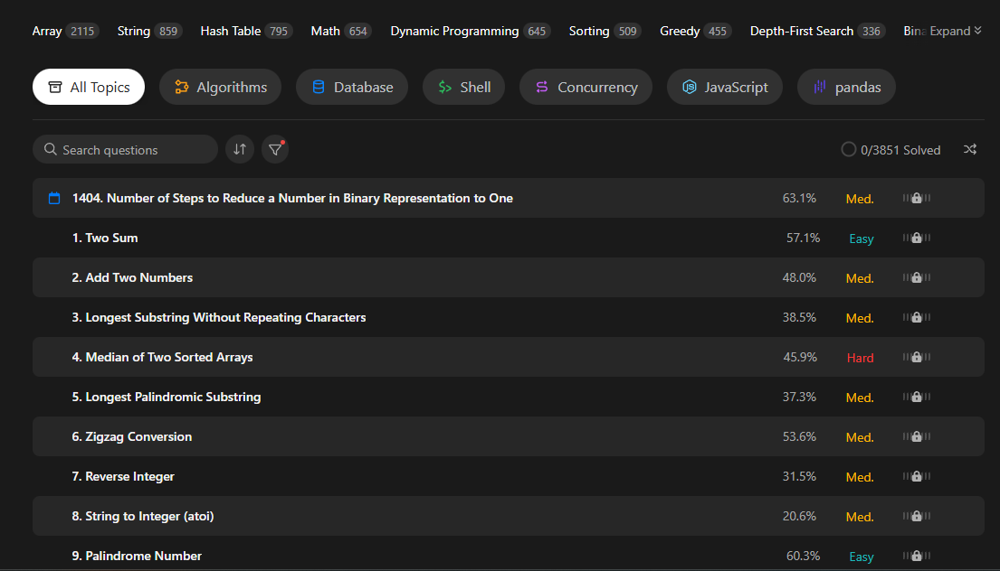 Array 2115 String 859 Hash Table 795 Math 654 Dynamic Programming 645 Sorting 509 Greedy 455 Depth-First Search 336 Bina Expand
All Topics Algorithms Database $> Shell Concurrency JS JavaScript pandas
Search questions 0/3851 Solved
1404. Number of Steps to Reduce a Number in Binary Representation to One 63.1% Med.
1. Two Sum 57.1% Easy
2. Add Two Numbers 48.0% Med.
3. Longest Substring Without Repeating Characters 38.5% Med.
4. Median of Two Sorted Arrays 45.9% Hard
5. Longest Palindromic Substring 37.3% Med.
6. Zigzag Conversion 53.6% Med.
7. Reverse Integer 31.5% Med.
8. String to Integer (atoi) 20.6% Med.
9. Palindrome Number 60.3% Easy